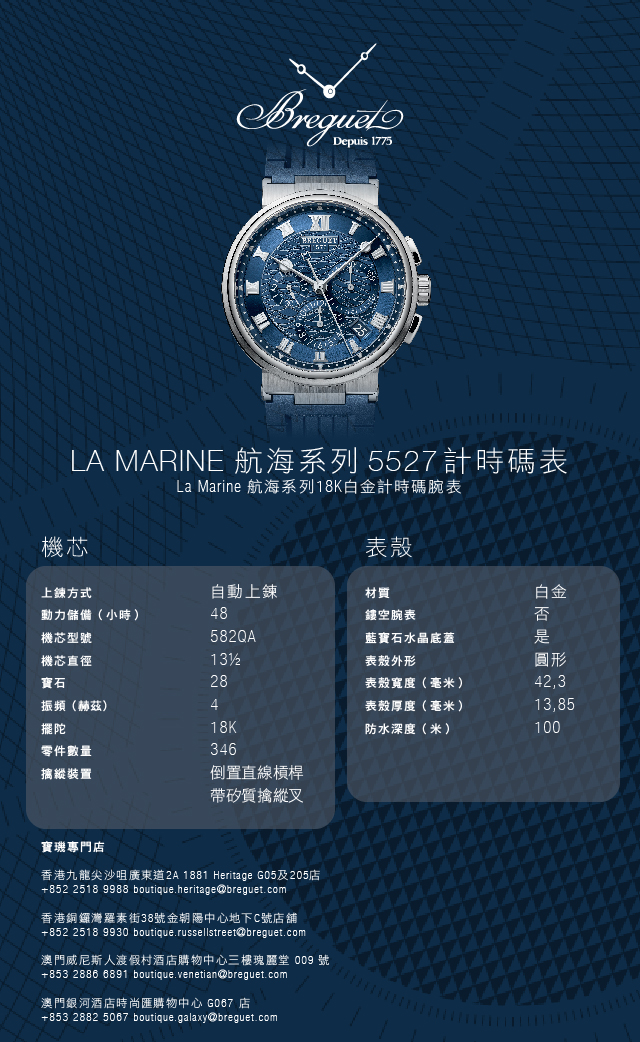 Breguet
Depuis 1775
XII
BREGUET
LA MARINE 航海系列 5527計時碼表
La Marine 航海系列18K白金計時碼腕表
機芯
上鍊方式 自動上鍊
動力儲備（小時） 48
機芯型號 582QA
機芯直徑 13½
寶石 28
振頻（赫茲） 4
擺陀 18K
零件數量 346
擒縱裝置 倒置直線槓桿
帶矽質擒縱叉
表殼
材質 白金
鏤空腕表 否
藍寶石水晶底蓋 是
表殼外形 圓形
表殼寬度（毫米） 42,3
表殼厚度（毫米） 13,85
防水深度（米） 100
寶璣專門店
香港九龍尖沙咀廣東道2A 1881 Heritage G05及205店
+852 2518 9988 boutique.heritage@breguet.com
香港銅鑼灣羅素街38號金朝陽中心地下C號店舖
+852 2518 9930 boutique.russellstreet@breguet.com
澳門威尼斯人渡假村酒店購物中心三樓瑰麗堂 009 號
+853 2886 6891 boutique.venetian@breguet.com
澳門銀河酒店時尚匯購物中心 G067 店
+853 2882 5067 boutique.galaxy@breguet.com